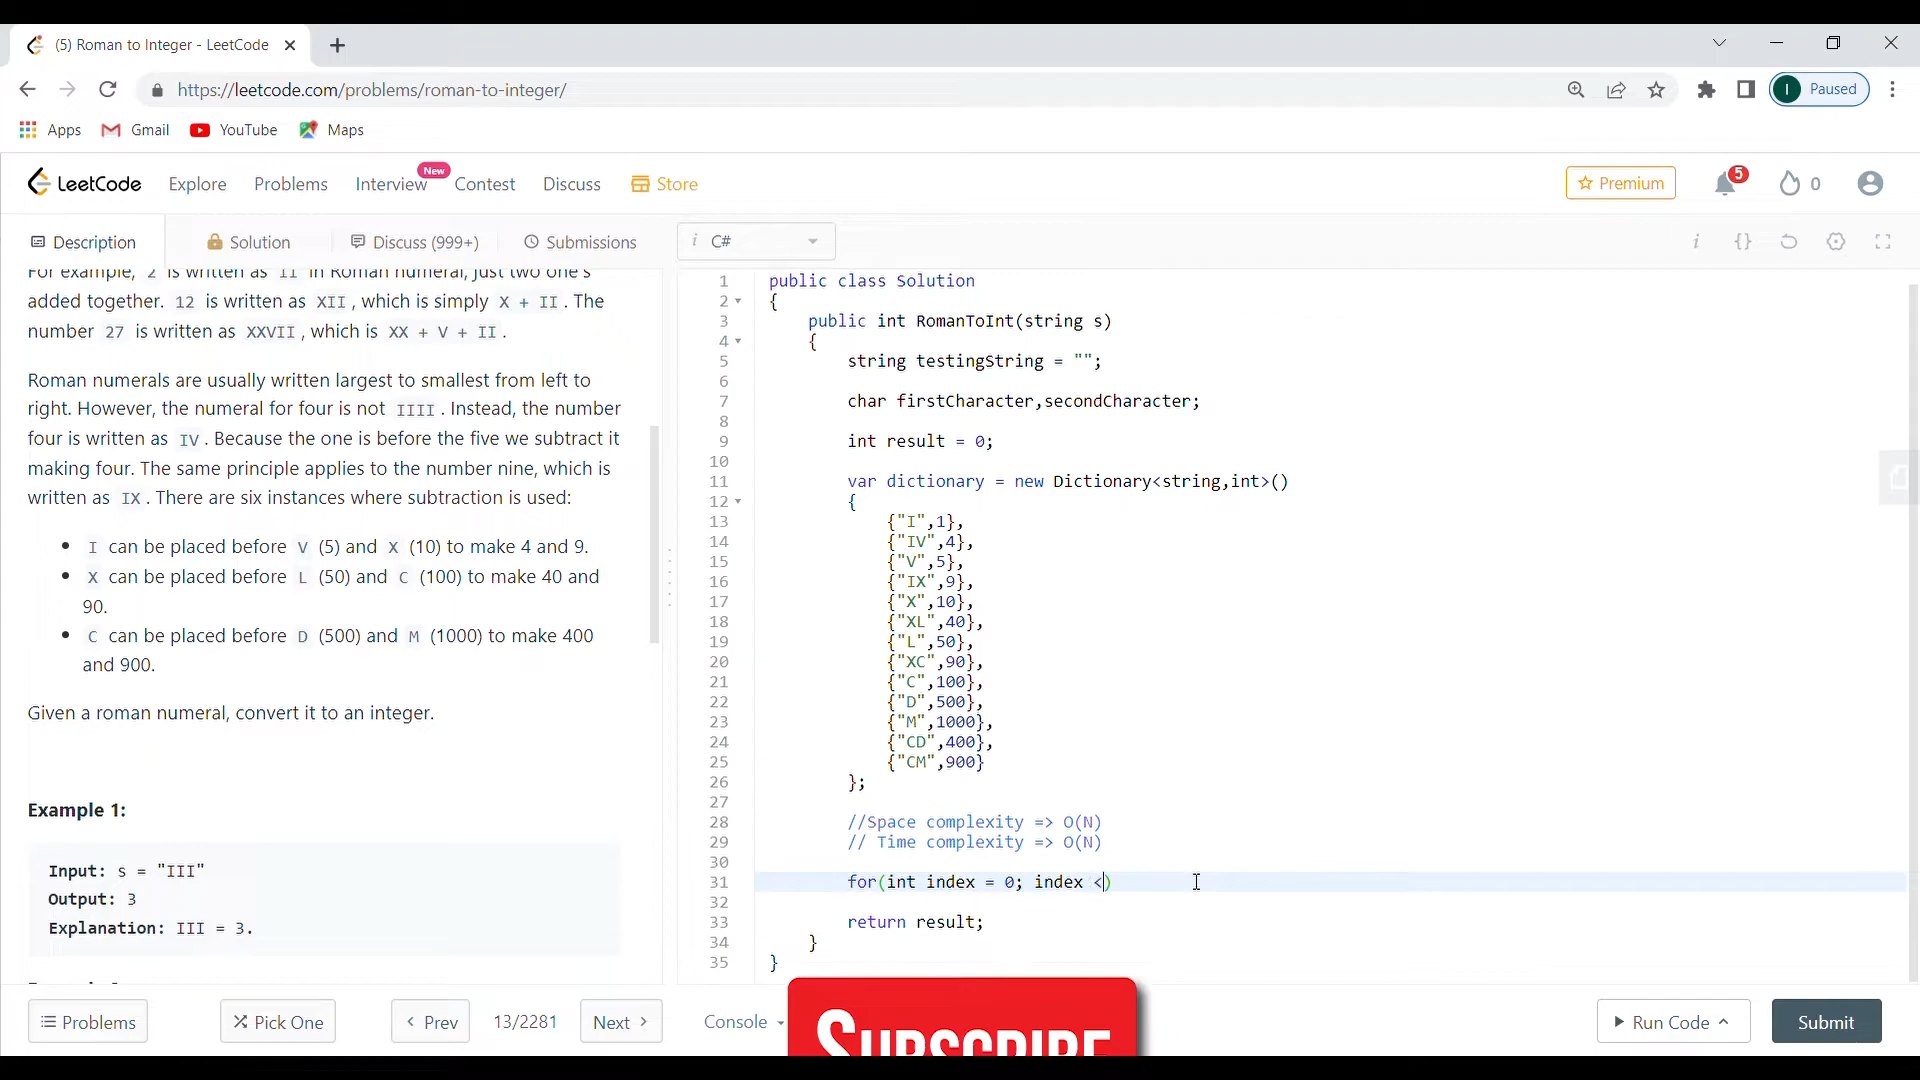 (5) Roman to Integer - LeetCode
https://leetcode.com/problems/roman-to-integer/
I Paused
Apps Gmail YouTube Maps
LeetCode Explore Problems Interview New Contest Discuss Store Premium 5 0
Description Solution Discuss (999+) Submissions i C# i {}
For example, 2 is written as II in Roman numeral, just two one's
added together. 12 is written as XII, which is simply X + II. The
number 27 is written as XXVII, which is XX + V + II.
Roman numerals are usually written largest to smallest from left to
right. However, the numeral for four is not IIII. Instead, the number
four is written as IV. Because the one is before the five we subtract it
making four. The same principle applies to the number nine, which is
written as IX. There are six instances where subtraction is used:
• I can be placed before V (5) and X (10) to make 4 and 9.
• X can be placed before L (50) and C (100) to make 40 and
90.
• C can be placed before D (500) and M (1000) to make 400
and 900.
Given a roman numeral, convert it to an integer.
Example 1:
Input: s = "III"
Output: 3
Explanation: III = 3.
1 public class Solution
2 {
3 public int RomanToInt(string s)
4 {
5 string testingString = "";
6
7 char firstCharacter,secondCharacter;
8
9 int result = 0;
10
11 var dictionary = new Dictionary<string,int>()
12 {
13 {"I",1},
14 {"IV",4},
15 {"V",5},
16 {"IX",9},
17 {"X",10},
18 {"XL",40},
19 {"L",50},
20 {"XC",90},
21 {"C",100},
22 {"D",500},
23 {"M",1000},
24 {"CD",400},
25 {"CM",900}
26 };
27
28 //Space complexity => O(N)
29 // Time complexity => O(N)
30
31 for(int index = 0; index <)
32
33 return result;
34 }
35 }
Problems Pick One < Prev 13/2281 Next > Console Run Code Submit
SUBSCRIBE